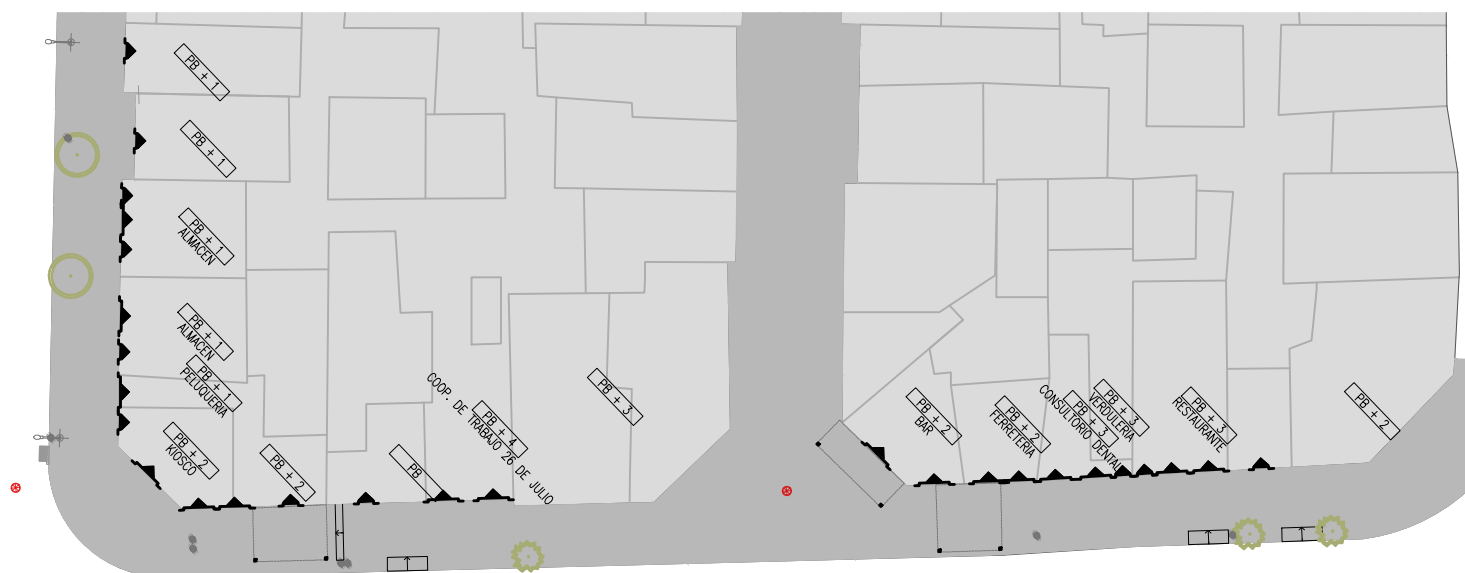 PB + 1
PB + 1
PB + 1
ALMACEN
PB + 1
ALMACEN
PB + 1
PELUQUERIA
PB + 2
KIOSCO
PB + 2
PB
PB + 4
COOP. DE TRABAJO 26 DE JULIO
PB + 3
PB + 2
BAR
PB + 2
FERRETERIA
PB + 3
CONSULTORIO DENTAL
PB + 3
VERDULERIA
PB + 3
RESTAURANTE
PB + 2